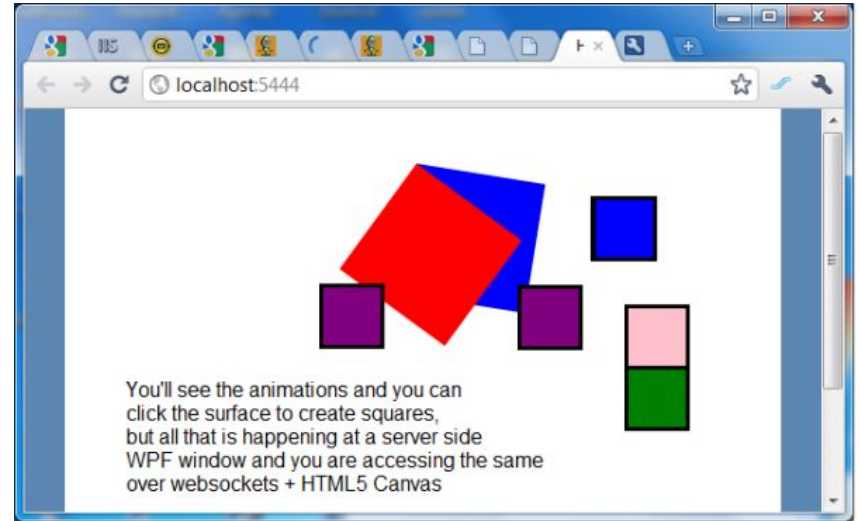 IIS
localhost:5444
You'll see the animations and you can
click the surface to create squares,
but all that is happening at a server side
WPF window and you are accessing the same
over websockets + HTML5 Canvas